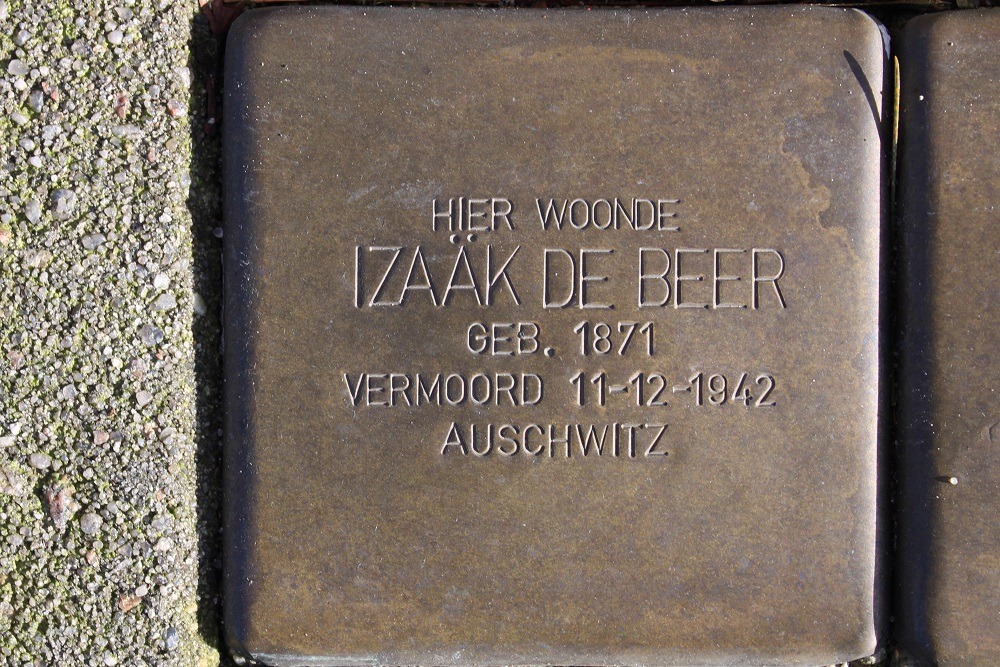 HIER WOONDE
IZAÄK DE BEER
GEB. 1871
VERMOORD 11-12-1942
AUSCHWITZ